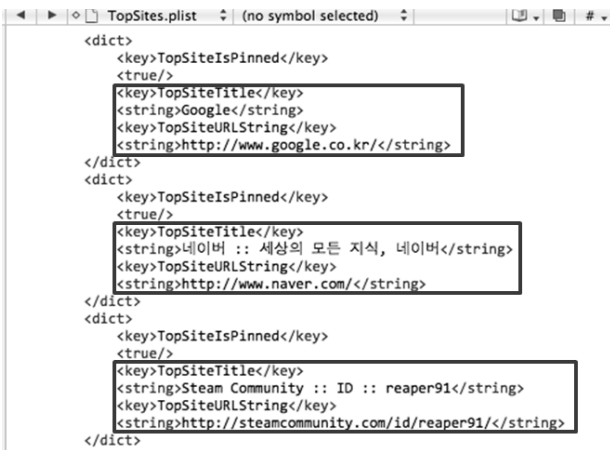 TopSites.plist (no symbol selected) #
<dict>
<key>TopSiteIsPinned</key>
<true/>
<key>TopSiteTitle</key>
<string>Google</string>
<key>TopSiteURLString</key>
<string>http://www.google.co.kr/</string>
</dict>
<dict>
<key>TopSiteIsPinned</key>
<true/>
<key>TopSiteTitle</key>
<string>네이버 :: 세상의 모든 지식, 네이버</string>
<key>TopSiteURLString</key>
<string>http://www.naver.com/</string>
</dict>
<dict>
<key>TopSiteIsPinned</key>
<true/>
<key>TopSiteTitle</key>
<string>Steam Community :: ID :: reaper91</string>
<key>TopSiteURLString</key>
<string>http://steamcommunity.com/id/reaper91/</string>
</dict>